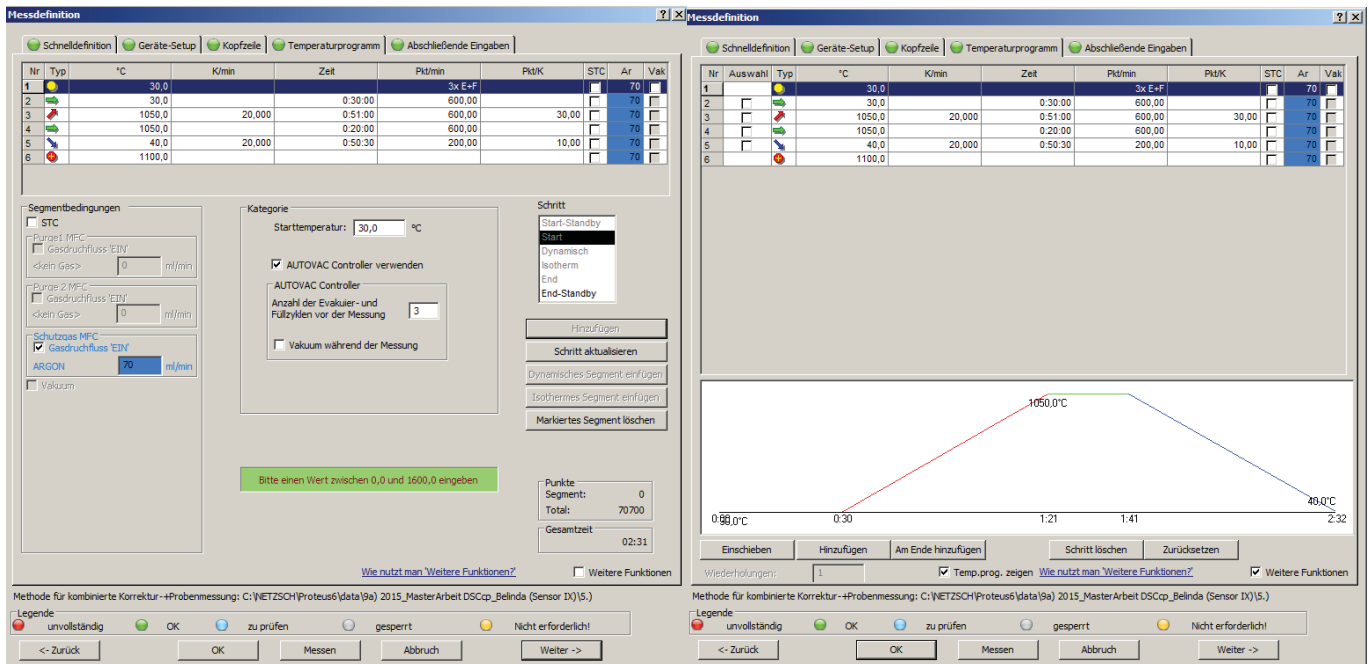 Messdefinition
Schnelldefinition Geräte-Setup Kopfzeile Temperaturprogramm Abschließende Eingaben
Nr Typ °C K/min Zeit Pkt/min Pkt/K STC Ar Vak
1 30,0 3x E+F 70
2 30,0 0:30:00 600,00 70
3 1050,0 20,000 0:51:00 600,00 30,00 70
4 1050,0 0:20:00 600,00 70
5 40,0 20,000 0:50:30 200,00 10,00 70
6 1100,0 70
Segmentbedingungen
STC
Purge1 MFC
Gasdruchfluss 'EIN'
<kein Gas> 0 ml/min
Purge 2 MFC
Gasdruchfluss 'EIN'
<kein Gas> 0 ml/min
Schutzgas MFC
Gasdruchfluss 'EIN'
ARGON 70 ml/min
Vakuum
Kategorie
Starttemperatur: 30,0 °C
AUTOVAC Controller verwenden
AUTOVAC Controller
Anzahl der Evakuier- und
Füllzyklen vor der Messung 3
Vakuum während der Messung
Bitte einen Wert zwischen 0,0 und 1600,0 eingeben
Schritt
Start-Standby
Start
Dynamisch
Isotherm
End
End-Standby
Hinzufügen
Schritt aktualisieren
Dynamisches Segment einfügen
Isothermes Segment einfügen
Markiertes Segment löschen
Punkte
Segment: 0
Total: 70700
Gesamtzeit
02:31
Wie nutzt man 'Weitere Funktionen?' Weitere Funktionen
Methode für kombinierte Korrektur-+Probenmessung: C:\NETZSCH\Proteus6\data\9a) 2015_MasterArbeit DSCcp_Belinda (Sensor IX)\5.)
Legende
unvollständig OK zu prüfen gesperrt Nicht erforderlich!
<- Zurück OK Messen Abbruch Weiter ->
Messdefinition
Schnelldefinition Geräte-Setup Kopfzeile Temperaturprogramm Abschließende Eingaben
Nr Auswahl Typ °C K/min Zeit Pkt/min Pkt/K STC Ar Vak
1 30,0 3x E+F 70
2 30,0 0:30:00 600,00 70
3 1050,0 20,000 0:51:00 600,00 30,00 70
4 1050,0 0:20:00 600,00 70
5 40,0 20,000 0:50:30 200,00 10,00 70
6 1100,0 70
1050,0°C
40,0°C
0:30 1:21 1:41 2:32
Einschieben Hinzufügen Am Ende hinzufügen Schritt löschen Zurücksetzen
Wiederholungen: 1 Temp.prog. zeigen Wie nutzt man 'Weitere Funktionen?' Weitere Funktionen
Methode für kombinierte Korrektur-+Probenmessung: C:\NETZSCH\Proteus6\data\9a) 2015_MasterArbeit DSCcp_Belinda (Sensor IX)\5.)
Legende
unvollständig OK zu prüfen gesperrt Nicht erforderlich!
<- Zurück OK Messen Abbruch Weiter ->